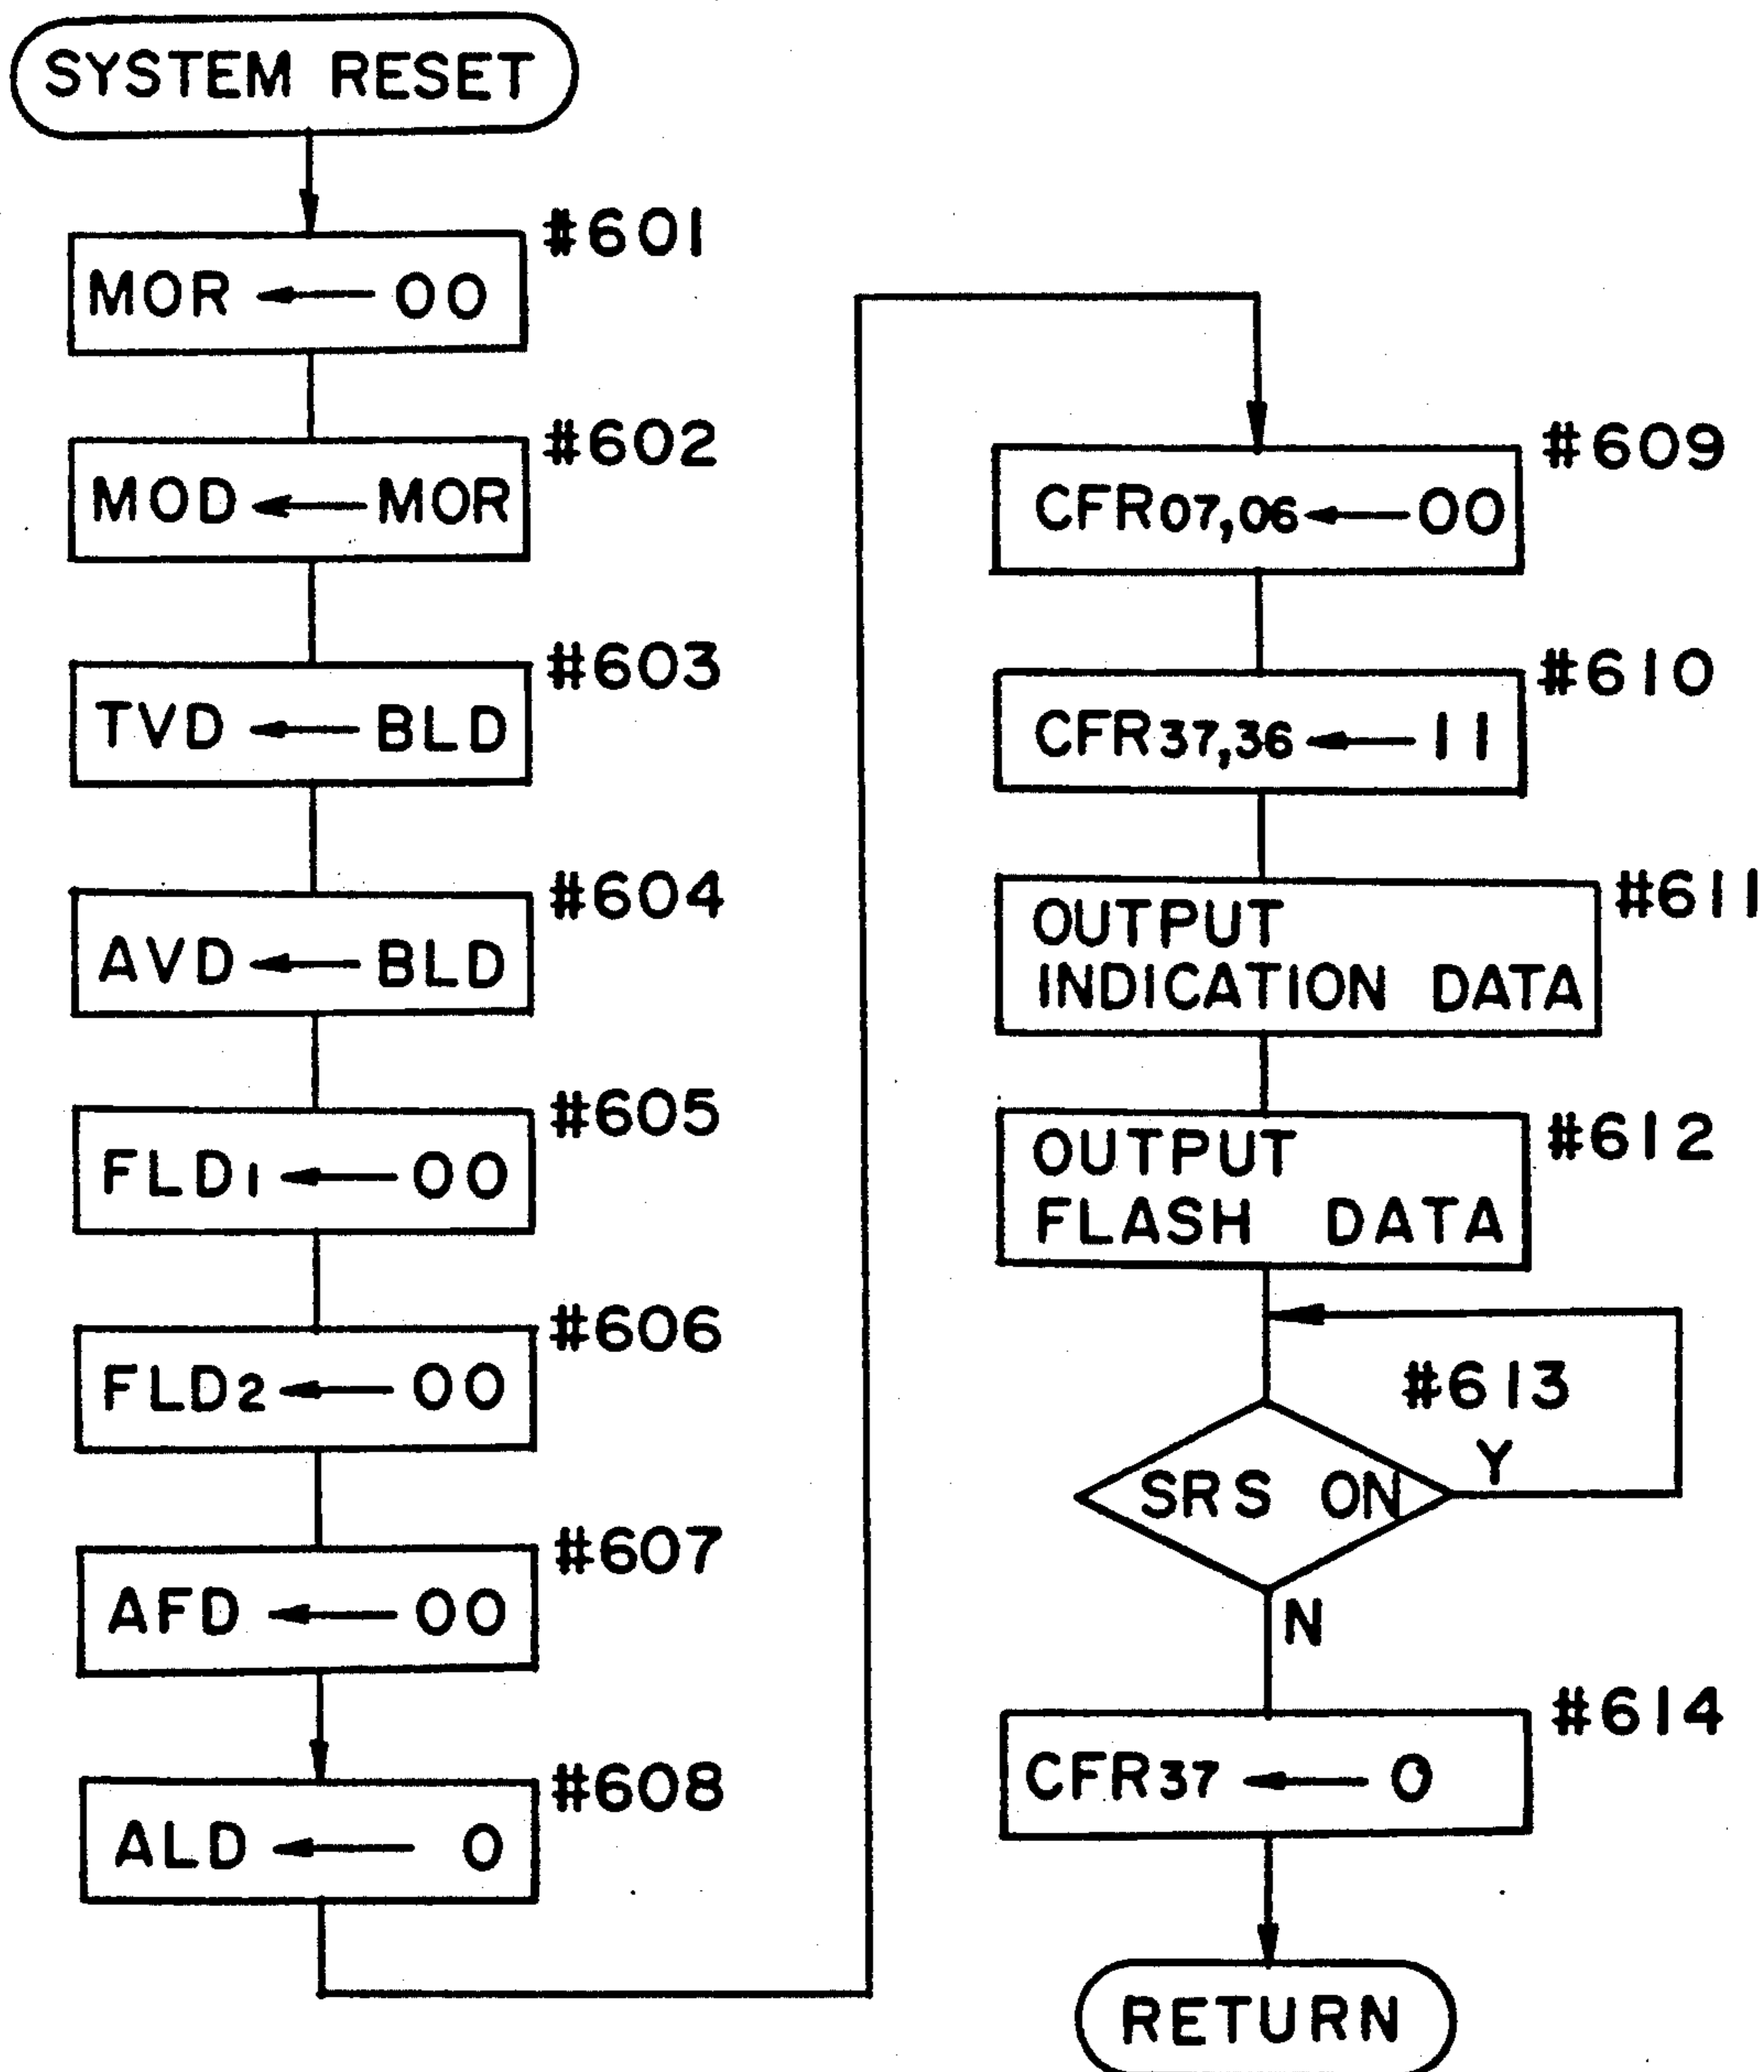 SYSTEM RESET
#601
MOR ← 00
#602
MOD ← MOR
#603
TVD ← BLD
#604
AVD ← BLD
#605
FLD1 ← 00
#606
FLD2 ← 00
#607
AFD ← 00
#608
ALD ← 0
#609
CFR07,06 ← 00
#610
CFR37,36 ← 11
#611
OUTPUT
INDICATION DATA
#612
OUTPUT
FLASH DATA
#613
SRS ON
Y
N
#614
CFR37 ← 0
RETURN